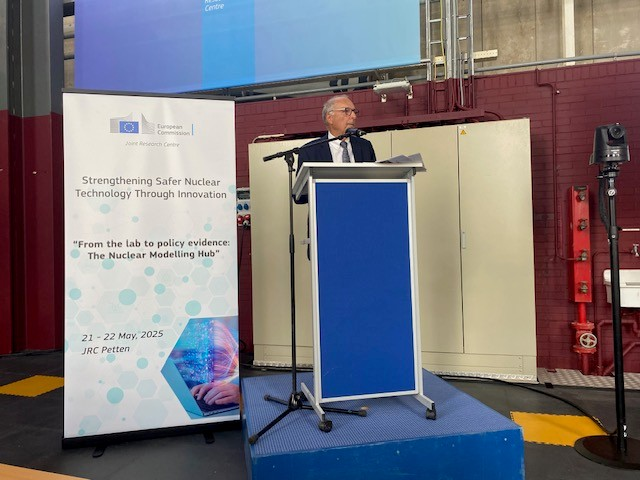 Centre
European
Commission
Joint Research Centre
Strengthening Safer Nuclear
Technology Through Innovation
"From the lab to policy evidence:
The Nuclear Modelling Hub"
21 - 22 May, 2025
JRC Petten